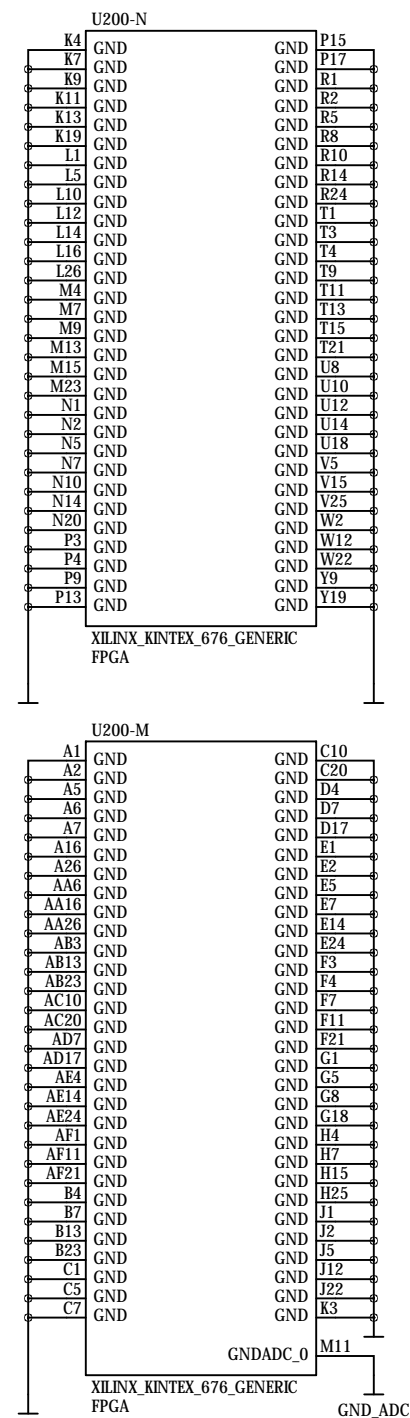 U200-N
K4 GND GND P15
K7 GND GND P17
K9 GND GND R1
K11 GND GND R2
K13 GND GND R5
K19 GND GND R8
L1 GND GND R10
L5 GND GND R14
L10 GND GND R24
L12 GND GND T1
L14 GND GND T3
L16 GND GND T4
L26 GND GND T9
M4 GND GND T11
M7 GND GND T13
M9 GND GND T15
M13 GND GND T21
M15 GND GND U8
M23 GND GND U10
N1 GND GND U12
N2 GND GND U14
N5 GND GND U18
N7 GND GND V5
N10 GND GND V15
N14 GND GND V25
N20 GND GND W2
P3 GND GND W12
P4 GND GND W22
P9 GND GND Y9
P13 GND GND Y19
XILINX_KINTEX_676_GENERIC
FPGA
U200-M
A1 GND GND C10
A2 GND GND C20
A5 GND GND D4
A6 GND GND D7
A7 GND GND D17
A16 GND GND E1
A26 GND GND E2
AA6 GND GND E5
AA16 GND GND E7
AA26 GND GND E14
AB3 GND GND E24
AB13 GND GND F3
AB23 GND GND F4
AC10 GND GND F7
AC20 GND GND F11
AD7 GND GND F21
AD17 GND GND G1
AE4 GND GND G5
AE14 GND GND G8
AE24 GND GND G18
AF1 GND GND H4
AF11 GND GND H7
AF21 GND GND H15
B4 GND GND H25
B7 GND GND J1
B13 GND GND J2
B23 GND GND J5
C1 GND GND J12
C5 GND GND J22
C7 GND GND K3
GNDADC_0 M11
XILINX_KINTEX_676_GENERIC
FPGA
GND_ADC